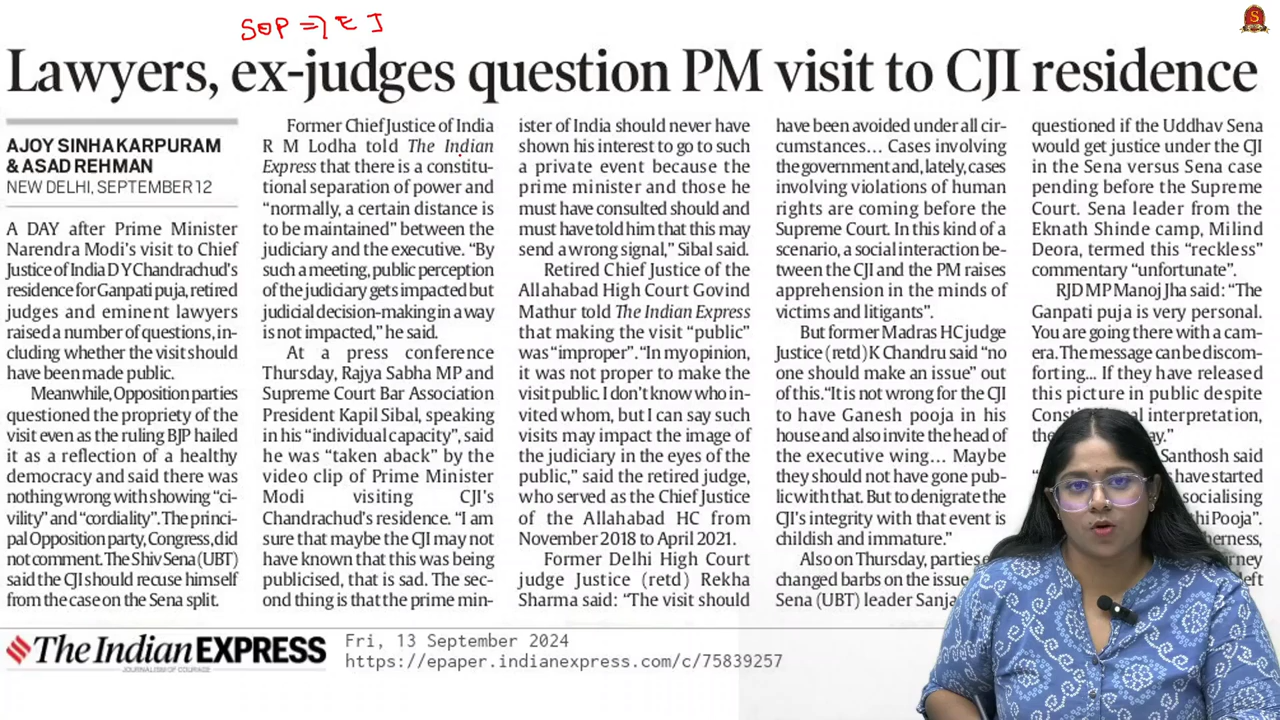 SOP => E J
S
Lawyers, ex-judges question PM visit to CJI residence
AJOY SINHA KARPURAM
& ASAD REHMAN
NEW DELHI, SEPTEMBER 12
A DAY after Prime Minister
Narendra Modi's visit to Chief
Justice of India D Y Chandrachud's
residence for Ganpati puja, retired
judges and eminent lawyers
raised a number of questions, in-
cluding whether the visit should
have been made public.
Meanwhile, Opposition parties
questioned the propriety of the
visit even as the ruling BJP hailed
it as a reflection of a healthy
democracy and said there was
nothing wrong with showing "ci-
vility" and "cordiality". The princi-
pal Opposition party, Congress, did
not comment. The Shiv Sena (UBT)
said the CJI should recuse himself
from the case on the Sena split.
Former Chief Justice of India
R M Lodha told The Indian
Express that there is a constitu-
tional separation of power and
"normally, a certain distance is
to be maintained" between the
judiciary and the executive. "By
such a meeting, public perception
of the judiciary gets impacted but
judicial decision-making in a way
is not impacted," he said.
At a press conference
Thursday, Rajya Sabha MP and
Supreme Court Bar Association
President Kapil Sibal, speaking
in his "individual capacity", said
he was "taken aback" by the
video clip of Prime Minister
Modi visiting CJI's
Chandrachud's residence. "I am
sure that maybe the CJI may not
have known that this was being
publicised, that is sad. The sec-
ond thing is that the prime min-
ister of India should never have
shown his interest to go to such
a private event because the
prime minister and those he
must have consulted should and
must have told him that this may
send a wrong signal," Sibal said.
Retired Chief Justice of the
Allahabad High Court Govind
Mathur told The Indian Express
that making the visit "public"
was "improper". "In my opinion,
it was not proper to make the
visit public. I don't know who in-
vited whom, but I can say such
visits may impact the image of
the judiciary in the eyes of the
public," said the retired judge,
who served as the Chief Justice
of the Allahabad HC from
November 2018 to April 2021.
Former Delhi High Court
judge Justice (retd) Rekha
Sharma said: "The visit should
have been avoided under all cir-
cumstances... Cases involving
the government and, lately, cases
involving violations of human
rights are coming before the
Supreme Court. In this kind of a
scenario, a social interaction be-
tween the CJI and the PM raises
apprehension in the minds of
victims and litigants".
But former Madras HC judge
Justice (retd) K Chandru said "no
one should make an issue" out
of this. "It is not wrong for the CJI
to have Ganesh pooja in his
house and also invite the head of
the executive wing... Maybe
they should not have gone pub-
lic with that. But to denigrate the
CJI's integrity with that event is
childish and immature."
Also on Thursday, parties
changed barbs on the issue
Sena (UBT) leader
questioned if the Uddhav Sena
would get justice under the CJI
in the Sena versus Sena case
pending before the Supreme
Court. Sena leader from the
Eknath Shinde camp, Milind
Deora, termed this "reckless"
commentary "unfortunate".
RJD MP Manoj Jha said: "The
Ganpati puja is very personal.
You are going there with a cam-
era. The message can be discom-
forting... If they have released
this picture in public despite
interpretation,
Santhosh said
have started
socialising
Pooja".
The Indian EXPRESS
JOURNALISM OF COURAGE
Fri, 13 September 2024
https://epaper.indianexpress.com/c/75839257